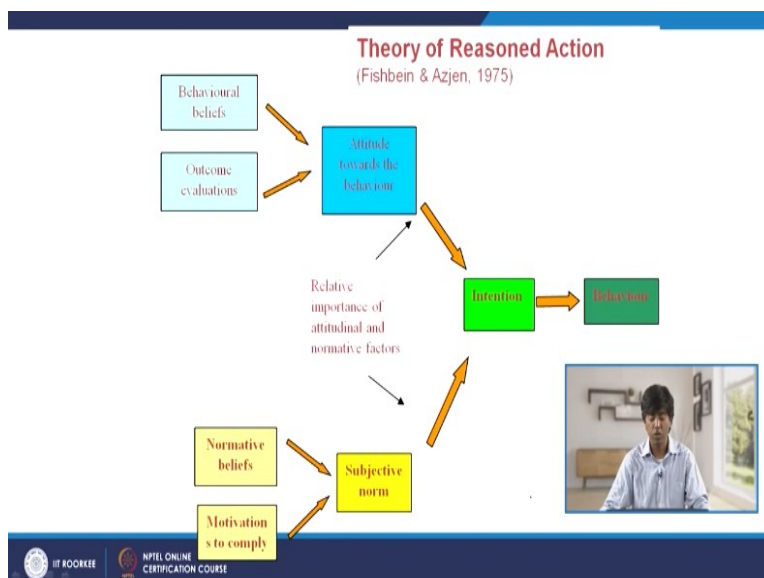 Theory of Reasoned Action
(Fishbein & Azjen, 1975)
Behavioural
beliefs
Outcome
evaluations
Attitude
towards the
behaviour
Relative
importance of
attitudinal and
normative factors
Intention
Behaviour
Normative
beliefs
Motivation
s to comply
Subjective
norm
IIT ROORKEE
NPTEL ONLINE
CERTIFICATION COURSE